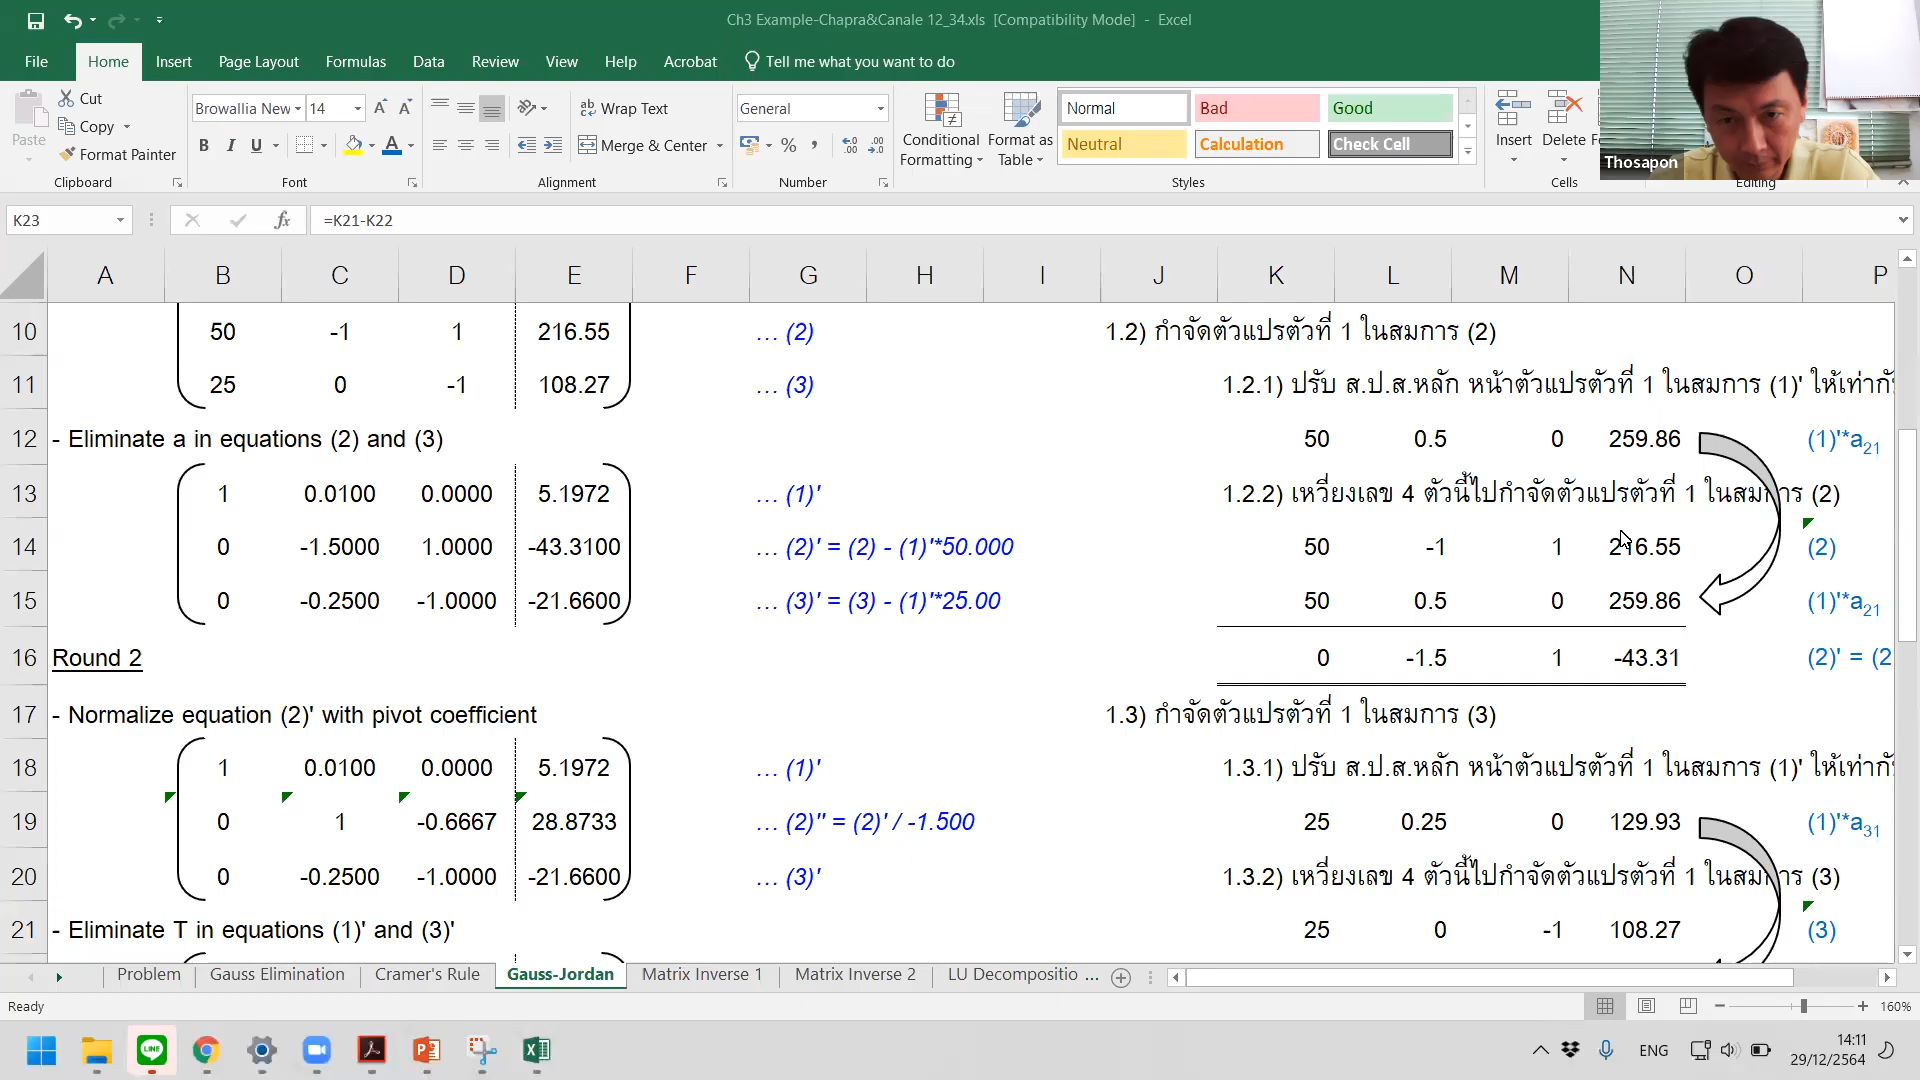 Ch3 Example-Chapra&Canale 12_34.xls [Compatibility Mode] - Excel
File Home Insert Page Layout Formulas Data Review View Help Acrobat Tell me what you want to do
Cut
Copy
Format Painter
Paste
Clipboard
Browallia New 14
B I U A
Font
Wrap Text
Merge & Center
Alignment
General
%
Number
Conditional Formatting
Format as Table
Normal Bad Good
Neutral Calculation Check Cell
Styles
Insert Delete F
Cells
Editing
Thosapon
K23 fx =K21-K22
A B C D E F G H I J K L M N O P
10 50 -1 1 216.55 … (2) 1.2) กำจัดตัวแปรตัวที่ 1 ในสมการ (2)
11 25 0 -1 108.27 … (3) 1.2.1) ปรับ ส.ป.ส.หลัก หน้าตัวแปรตัวที่ 1 ในสมการ (1)' ให้เท่ากับ
12 - Eliminate a in equations (2) and (3) 50 0.5 0 259.86 (1)'*a21
13 1 0.0100 0.0000 5.1972 … (1)' 1.2.2) เหวี่ยงเลข 4 ตัวนี้ไปกำจัดตัวแปรตัวที่ 1 ในสมการ (2)
14 0 -1.5000 1.0000 -43.3100 … (2)' = (2) - (1)'*50.000 50 -1 1 216.55 (2)
15 0 -0.2500 -1.0000 -21.6600 … (3)' = (3) - (1)'*25.00 50 0.5 0 259.86 (1)'*a21
16 Round 2 0 -1.5 1 -43.31 (2)' = (2
17 - Normalize equation (2)' with pivot coefficient 1.3) กำจัดตัวแปรตัวที่ 1 ในสมการ (3)
18 1 0.0100 0.0000 5.1972 … (1)' 1.3.1) ปรับ ส.ป.ส.หลัก หน้าตัวแปรตัวที่ 1 ในสมการ (1)' ให้เท่ากับ
19 0 1 -0.6667 28.8733 … (2)'' = (2)' / -1.500 25 0.25 0 129.93 (1)'*a31
20 0 -0.2500 -1.0000 -21.6600 … (3)' 1.3.2) เหวี่ยงเลข 4 ตัวนี้ไปกำจัดตัวแปรตัวที่ 1 ในสมการ (3)
21 - Eliminate T in equations (1)' and (3)' 25 0 -1 108.27 (3)
Problem Gauss Elimination Cramer's Rule Gauss-Jordan Matrix Inverse 1 Matrix Inverse 2 LU Decompositio ...
Ready 160%
LINE ENG 14:11
29/12/2564